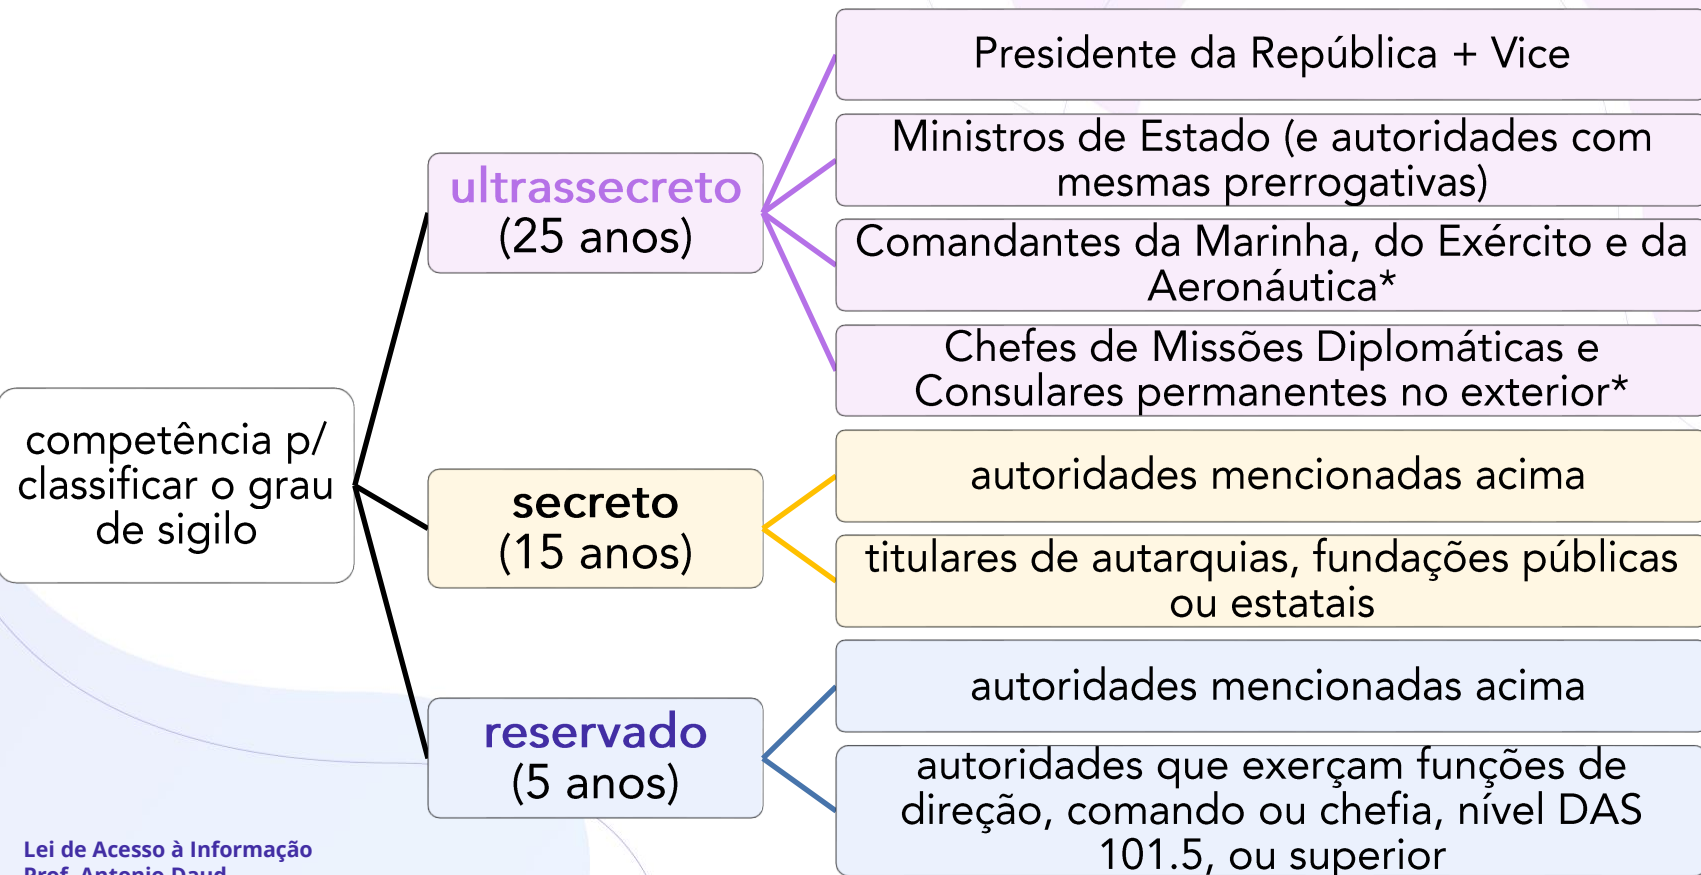 competência p/
classificar o grau
de sigilo
ultrassecreto
(25 anos)
Presidente da República + Vice
Ministros de Estado (e autoridades com
mesmas prerrogativas)
Comandantes da Marinha, do Exército e da
Aeronáutica*
Chefes de Missões Diplomáticas e
Consulares permanentes no exterior*
secreto
(15 anos)
autoridades mencionadas acima
titulares de autarquias, fundações públicas
ou estatais
reservado
(5 anos)
autoridades mencionadas acima
autoridades que exerçam funções de
direção, comando ou chefia, nível DAS
101.5, ou superior
Lei de Acesso à Informação
Prof. Antonio Daud